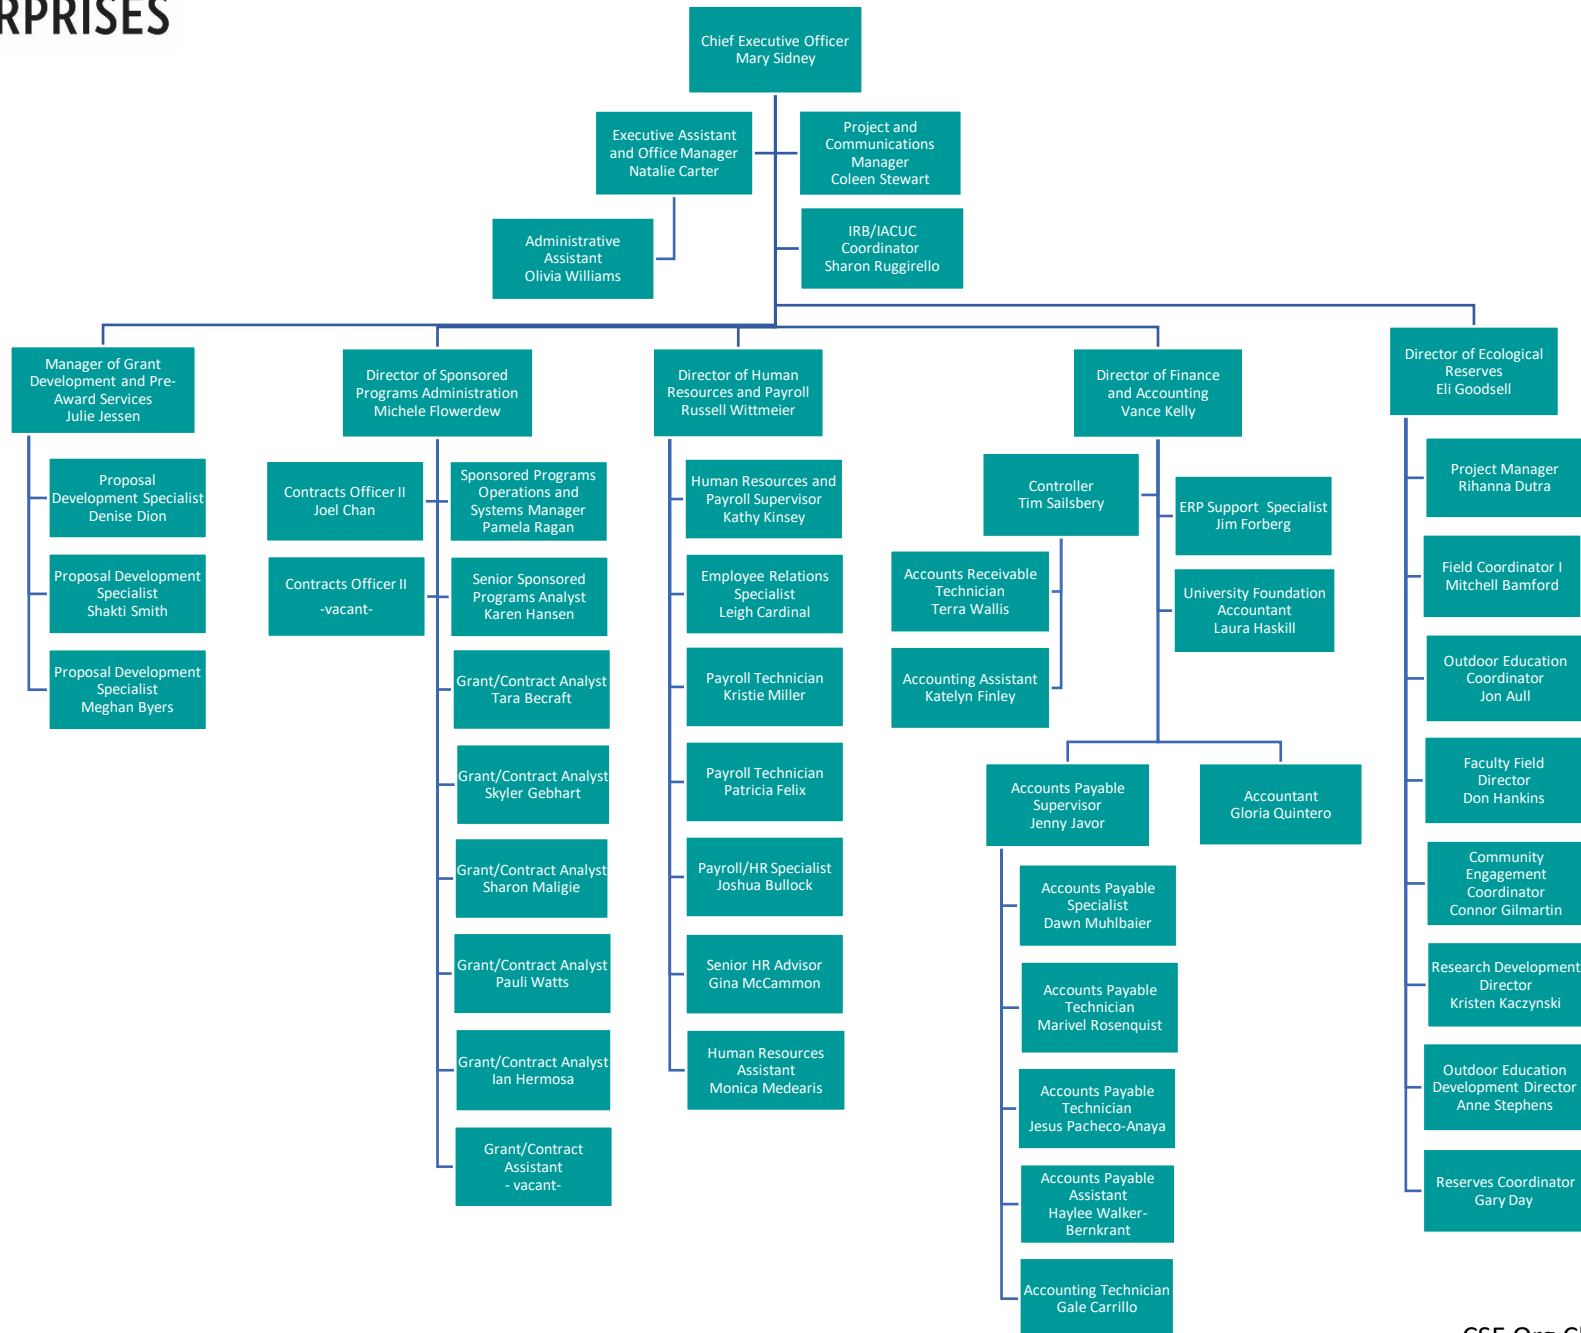 RPRISES
Chief Executive Officer
Mary Sidney
Executive Assistant
and Office Manager
Natalie Carter
Project and
Communications
Manager
Coleen Stewart
Administrative
Assistant
Olivia Williams
IRB/IACUC
Coordinator
Sharon Ruggirello
Manager of Grant
Development and Pre-
Award Services
Julie Jessen
Proposal
Development Specialist
Denise Dion
Proposal Development
Specialist
Shakti Smith
Proposal Development
Specialist
Meghan Byers
Director of Sponsored
Programs Administration
Michele Flowerdew
Contracts Officer II
Joel Chan
Contracts Officer II
-vacant-
Sponsored Programs
Operations and
Systems Manager
Pamela Ragan
Senior Sponsored
Programs Analyst
Karen Hansen
Grant/Contract Analyst
Tara Becraft
Grant/Contract Analyst
Skyler Gebhart
Grant/Contract Analyst
Sharon Maligie
Grant/Contract Analyst
Pauli Watts
Grant/Contract Analyst
Ian Hermosa
Grant/Contract
Assistant
- vacant-
Director of Human
Resources and Payroll
Russell Wittmeier
Human Resources and
Payroll Supervisor
Kathy Kinsey
Employee Relations
Specialist
Leigh Cardinal
Payroll Technician
Kristie Miller
Payroll Technician
Patricia Felix
Payroll/HR Specialist
Joshua Bullock
Senior HR Advisor
Gina McCammon
Human Resources
Assistant
Monica Medearis
Director of Finance
and Accounting
Vance Kelly
Controller
Tim Sailsbery
Accounts Receivable
Technician
Terra Wallis
Accounting Assistant
Katelyn Finley
ERP Support  Specialist
Jim Forberg
University Foundation
Accountant
Laura Haskill
Accounts Payable
Supervisor
Jenny Javor
Accountant
Gloria Quintero
Accounts Payable
Specialist
Dawn Muhlbaier
Accounts Payable
Technician
Marivel Rosenquist
Accounts Payable
Technician
Jesus Pacheco-Anaya
Accounts Payable
Assistant
Haylee Walker-
Bernkrant
Accounting Technician
Gale Carrillo
Director of Ecological
Reserves
Eli Goodsell
Project Manager
Rihanna Dutra
Field Coordinator I
Mitchell Bamford
Outdoor Education
Coordinator
Jon Aull
Faculty Field
Director
Don Hankins
Community
Engagement
Coordinator
Connor Gilmartin
Research Development
Director
Kristen Kaczynski
Outdoor Education
Development Director
Anne Stephens
Reserves Coordinator
Gary Day